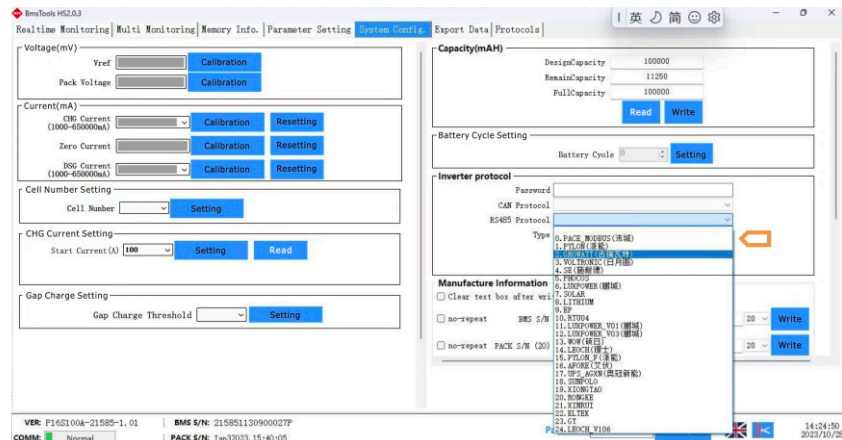 BmsTools HS2.0.3
英 简
Realtime Monitoring Multi Monitoring Memory Info. Parameter Setting System Config. Export Data Protocols
Voltage(mV)
Vref Calibration
Pack Voltage Calibration
Current(mA)
CHG Current Calibration Resetting
(1000-650000mA)
Zero Current Calibration Resetting
DSG Current Calibration Resetting
(1000-650000mA)
Cell Number Setting
Cell Number Setting
CHG Current Setting
Start Current(A) 100 Setting Read
Gap Charge Setting
Gap Charge Threshold Setting
Capacity(mAH)
DesignCapacity 100000
RemainCapacity 11250
FullCapacity 100000
Read Write
Battery Cycle Setting
Battery Cycle 0 Setting
Inverter protocol
Password
CAN Protocol
RS485 Protocol
Type
0.PACE_MODBUS(沛城)
1.PYLON(派能)
2.GROWATT(古瑞瓦特)
3.VOLTRONIC(日月圆)
4.SE(施耐德)
5.PHOCOS
6.LUXPOWER(鹏城)
7.SOLAR
8.LITHIUM
9.EP
10.RTU04
11.LUXPOWER_V01(鹏城)
12.LUXPOWER_V03(鹏城)
13.WOW(硕日)
14.LEOCH(理士)
15.PYLON_F(派能)
16.AFORE(艾伏)
17.UPS_AGXN(奥冠新能)
18.SUNPOLO
19.XIONGTAO
20.RONGKE
21.XINRUI
22.ELTEK
23.GT
24.LEOCH_V106
Manufacture Information
Clear text box after wri
no-repeat BMS S/N 20 Write
no-repeat PACK S/N (20) 20 Write
VER: P16S100A-21585-1.01 BMS S/N: 215851130900027P
COMM: Normal PACK S/N: Jan32023,15:40:05
14:24:50
2023/10/28